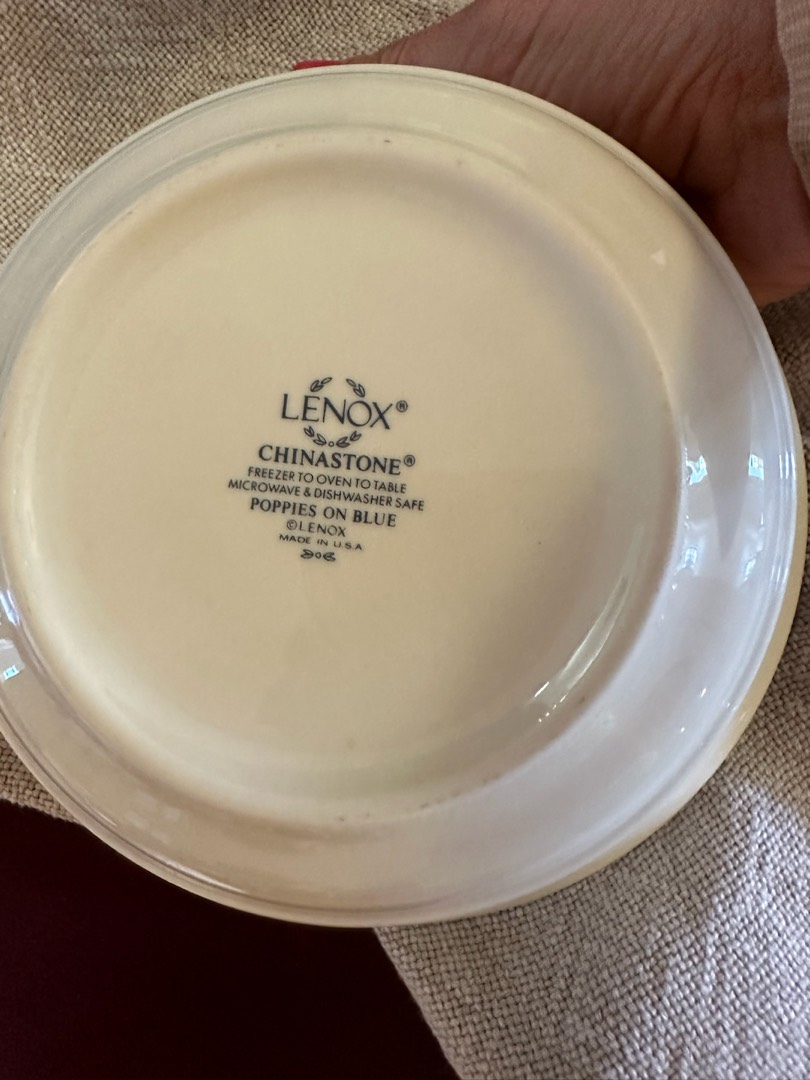 LENOX®
CHINASTONE®
FREEZER TO OVEN TO TABLE
MICROWAVE & DISHWASHER SAFE
POPPIES ON BLUE
©LENOX
MADE IN U.S.A